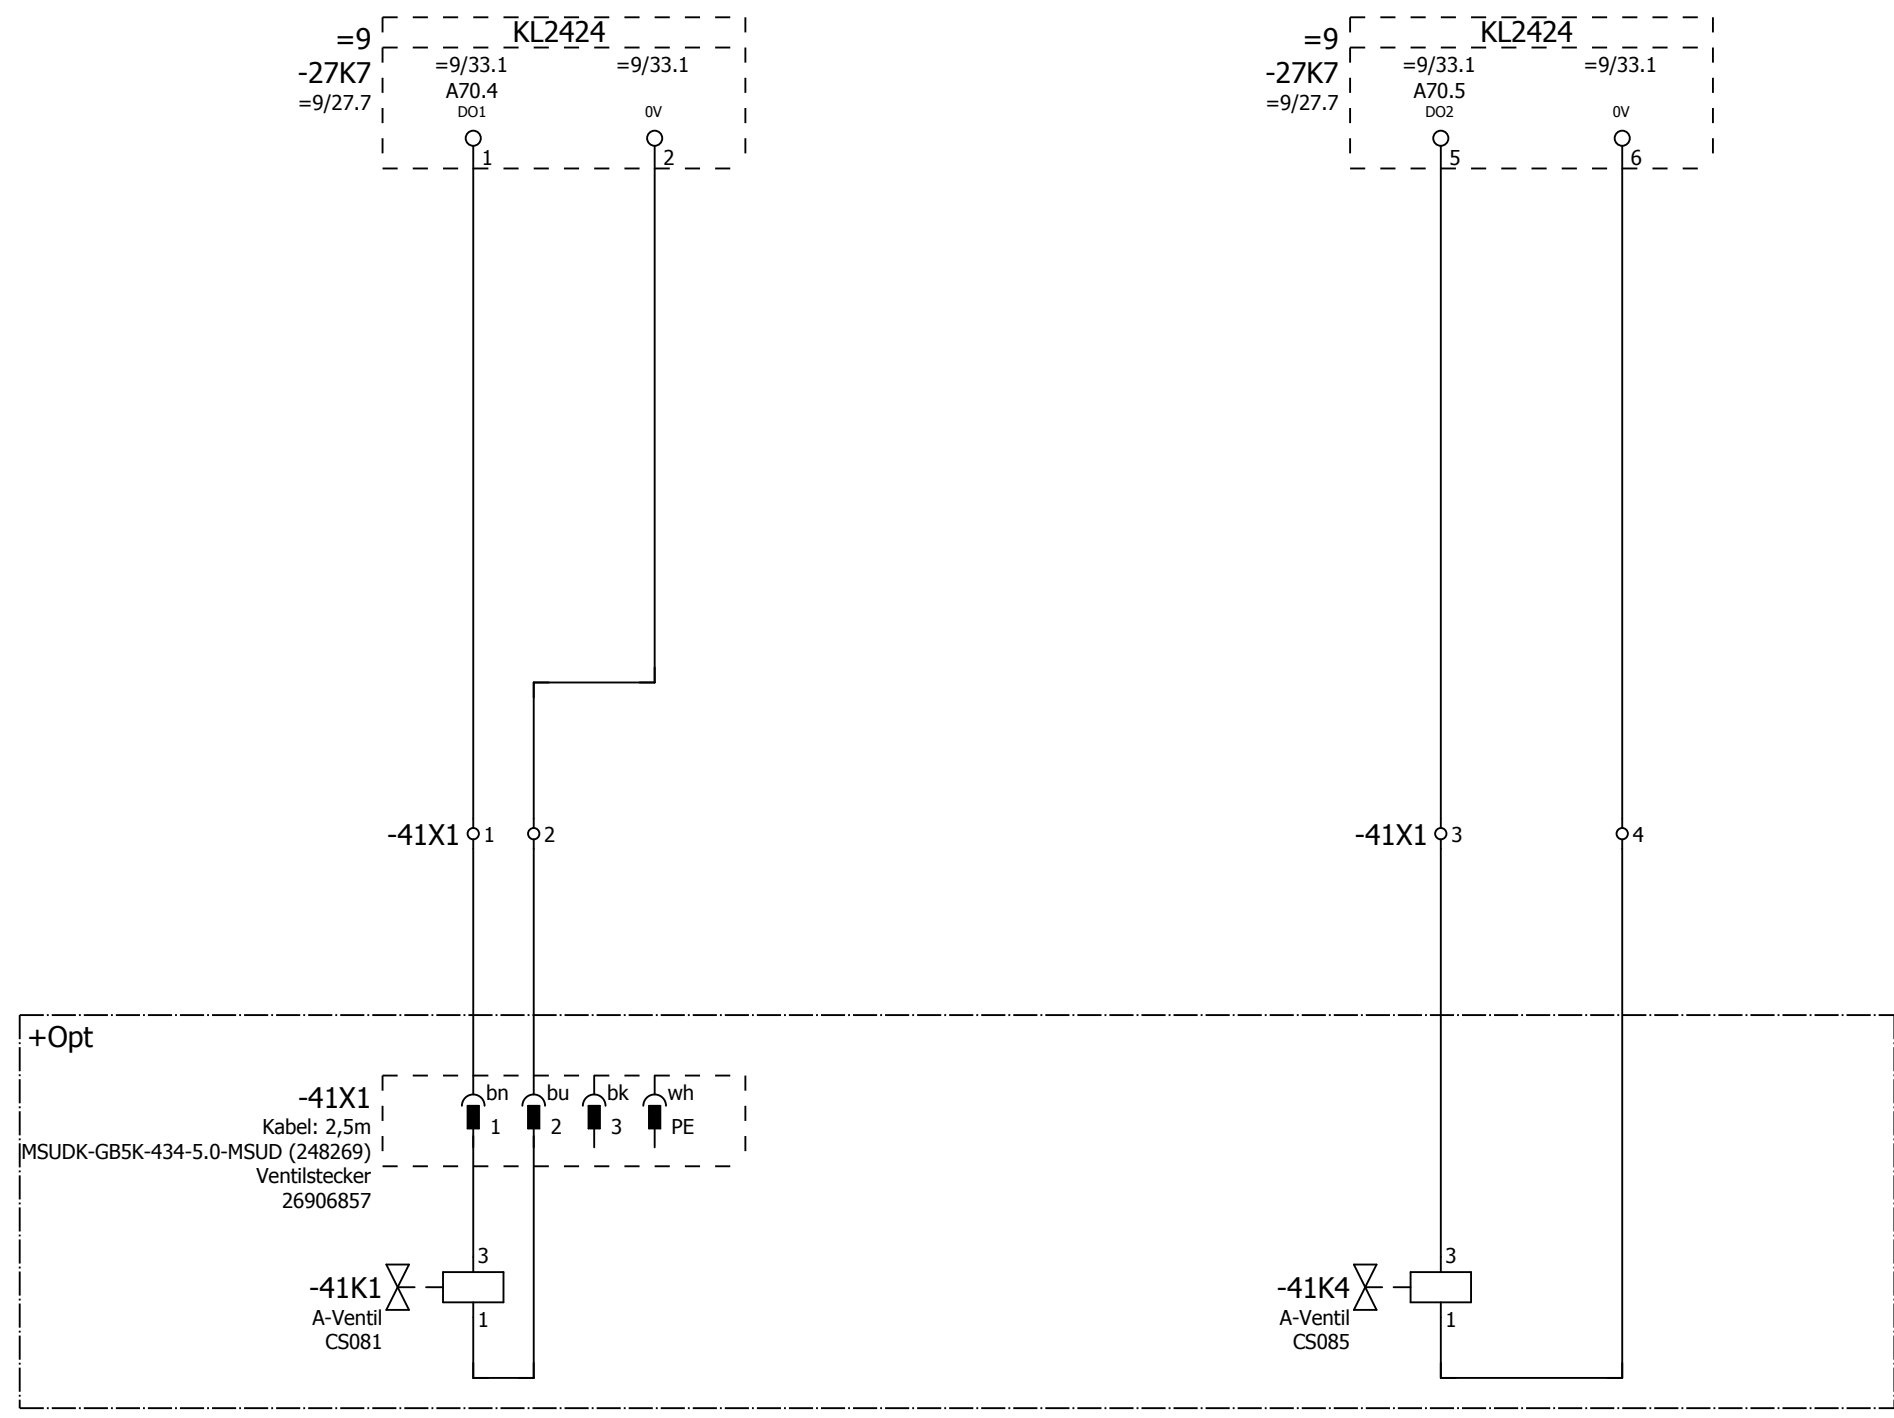 KL2424
=9
=9/33.1 =9/33.1
-27K7
A70.4
=9/27.7
DO1 0V
1 2
KL2424
=9
=9/33.1 =9/33.1
-27K7
A70.5
=9/27.7
DO2 0V
5 6
-41X1 1 2
-41X1 3 4
+Opt
-41X1
bn bu bk wh
1 2 3 PE
Kabel: 2,5m
MSUDK-GB5K-434-5.0-MSUD (248269)
Ventilstecker
26906857
3
-41K1
A-Ventil
1
CS081
3
-41K4
A-Ventil
1
CS085